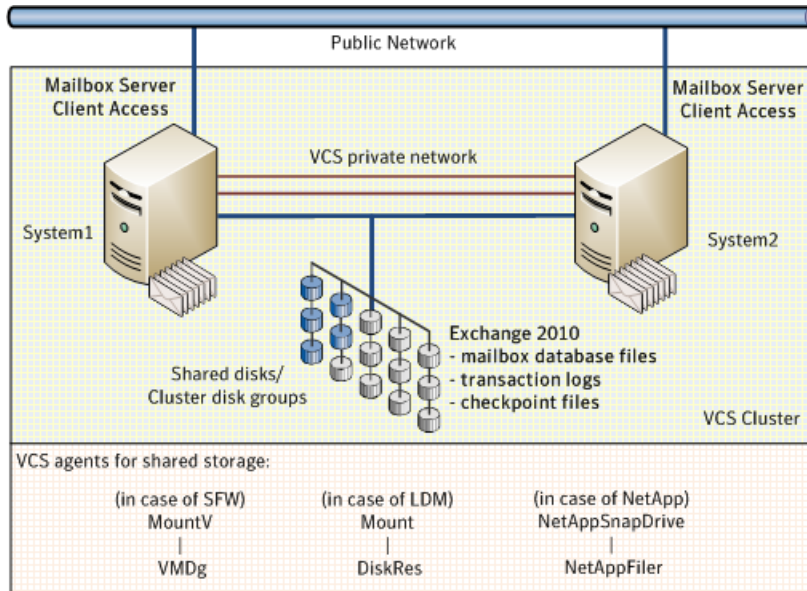 Public Network
Mailbox Server
Client Access
Mailbox Server
Client Access
VCS private network
System1
System2
Exchange 2010
- mailbox database files
- transaction logs
- checkpoint files
Shared disks/
Cluster disk groups
VCS Cluster
VCS agents for shared storage:
(in case of SFW)
MountV
VMDg
(in case of LDM)
Mount
DiskRes
(in case of NetApp)
NetAppSnapDrive
NetAppFiler